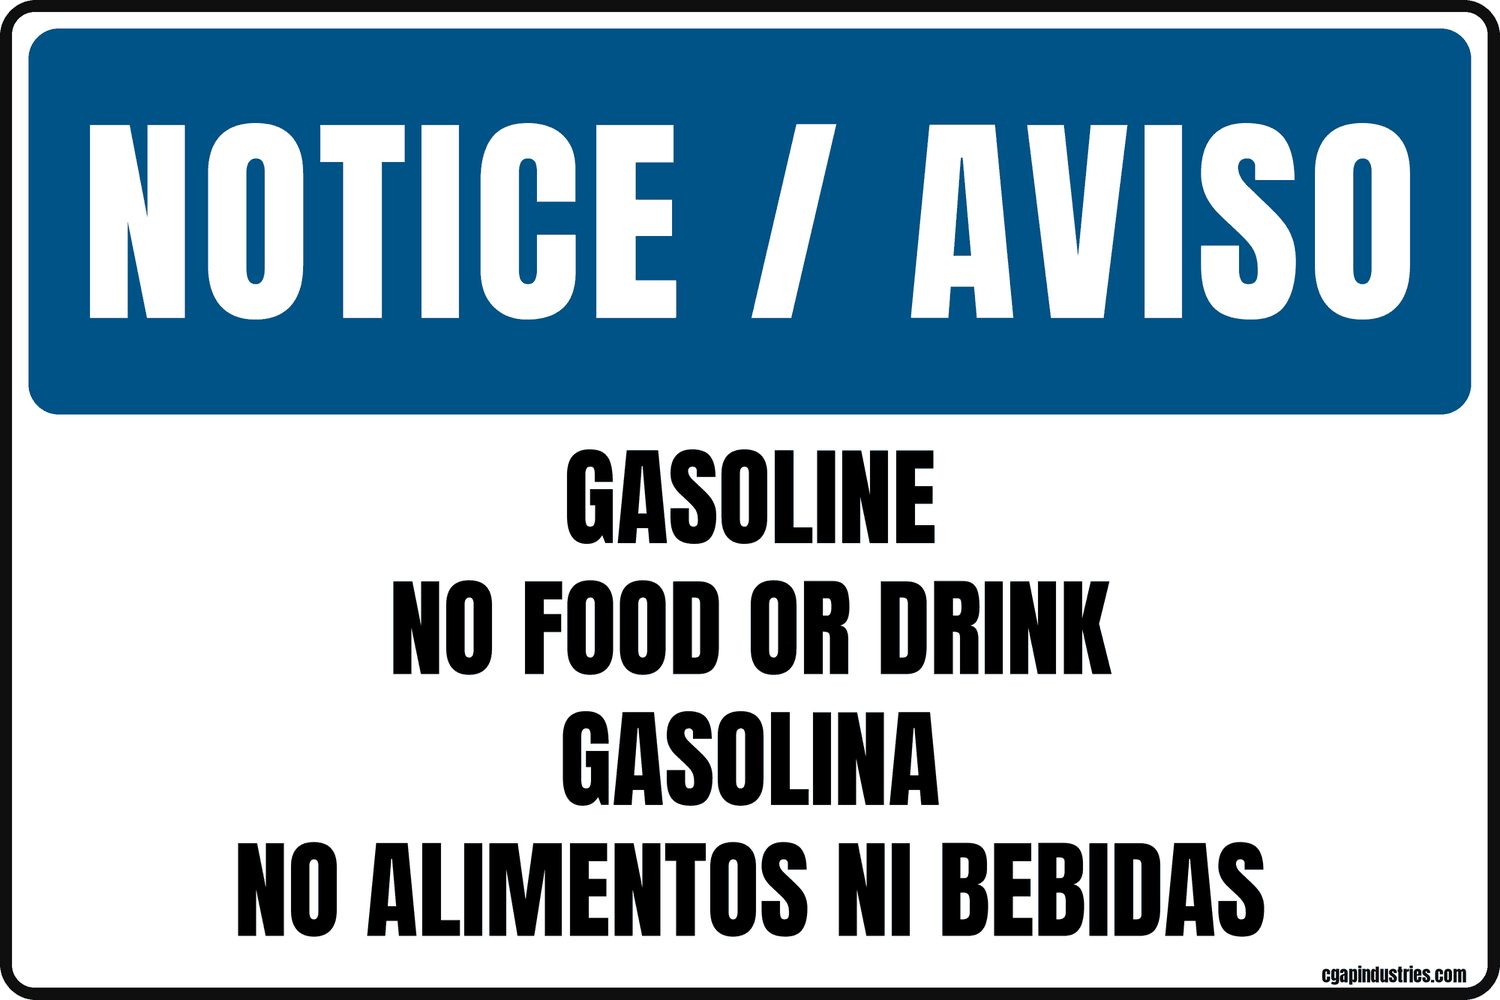 NOTICE / AVISO
GASOLINE
NO FOOD OR DRINK
GASOLINA
NO ALIMENTOS NI BEBIDAS
cgapindustries.com